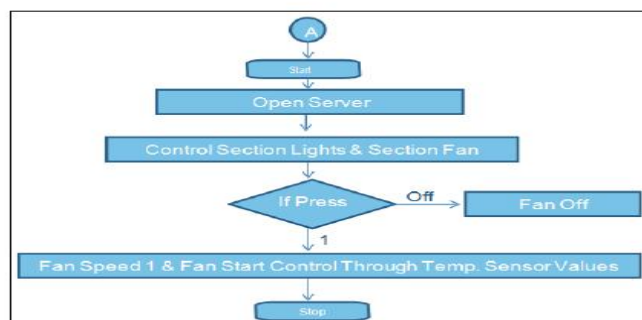 A
Start
Open Server
Control Section Lights & Section Fan
If Press
Off
Fan Off
1
Fan Speed 1 & Fan Start Control Through Temp. Sensor Values
Stop